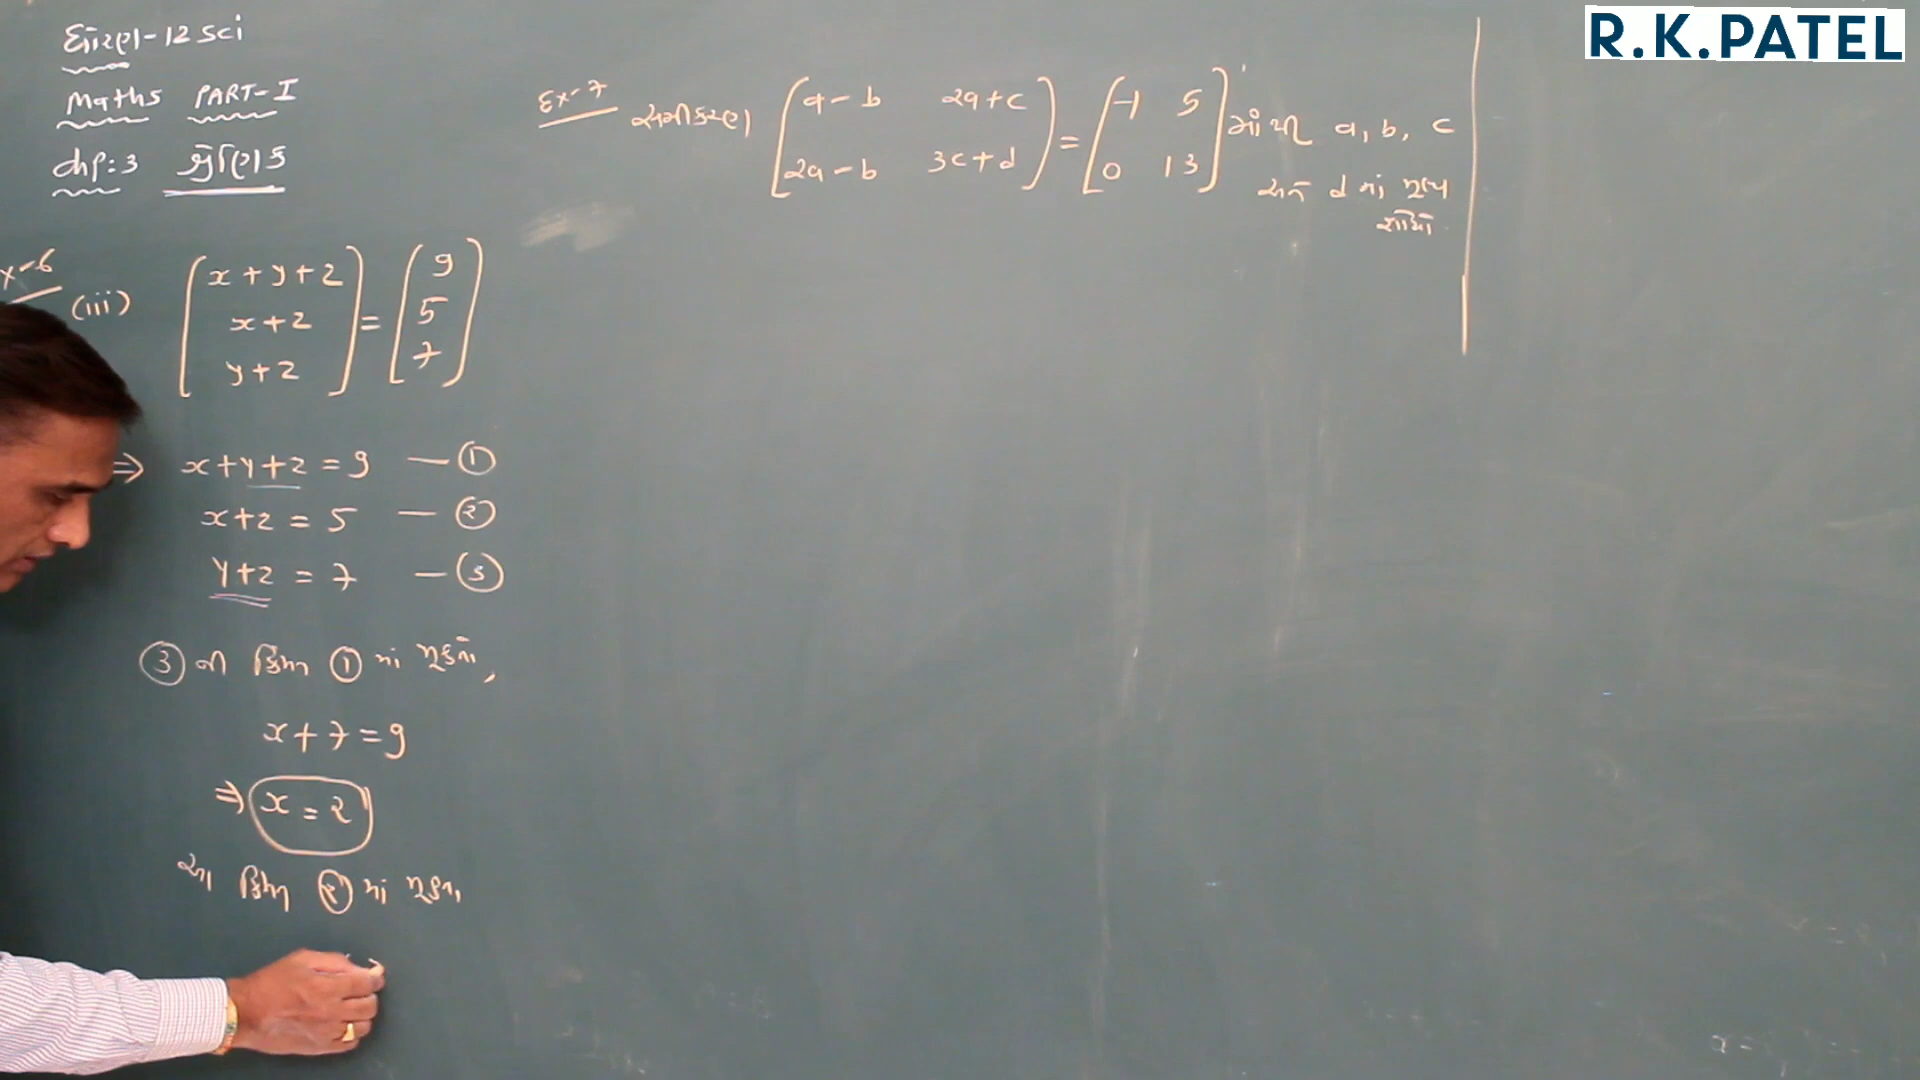 R.K.PATEL
ધોરણ-12 Sci
Maths PART-I
chp:3 શ્રેણિક
Ex-7 સમીકરણ [a-b 2a+c = [-1 5 માંથી a, b, c
2a-b 3c+d] 0 13] અને d નાં મૂલ્ય
શોધો.
x-6
(iii) [x+y+z = [9
x+z 5
y+z] 7]
⇒ x+y+z = 9 — ①
x+z = 5 — ②
y+z = 7 — ③
③ ની કિંમત ① માં મૂકતાં,
x+7=9
⇒ x = 2
આ કિંમત ② માં મૂકતાં,
x =